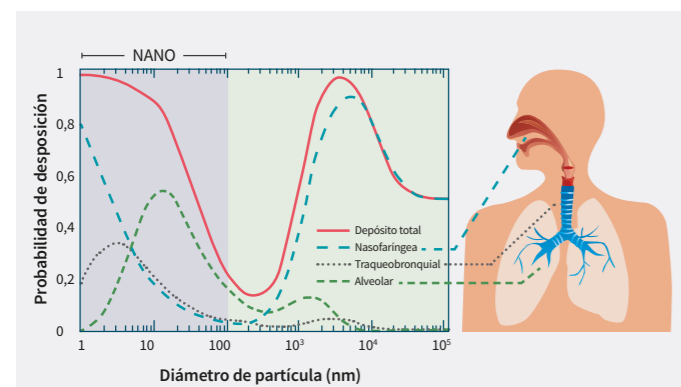 NANO
Probabilidad de desposición
1
0,8
0,6
0,4
0,2
0
Depósito total
Nasofaríngea
Traqueobronquial
Alveolar
1 10 100 10³ 10⁴ 10⁵
Diámetro de partícula (nm)